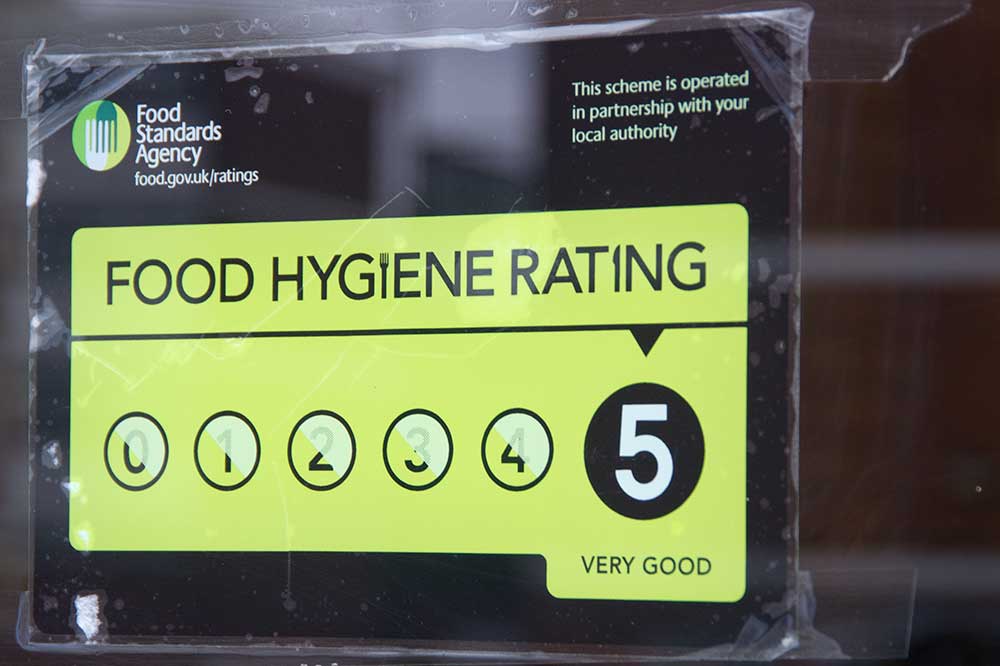 Food
Standards
Agency
food.gov.uk/ratings
This scheme is operated
in partnership with your
local authority
FOOD HYGIENE RATING
0 1 2 3 4 5
VERY GOOD